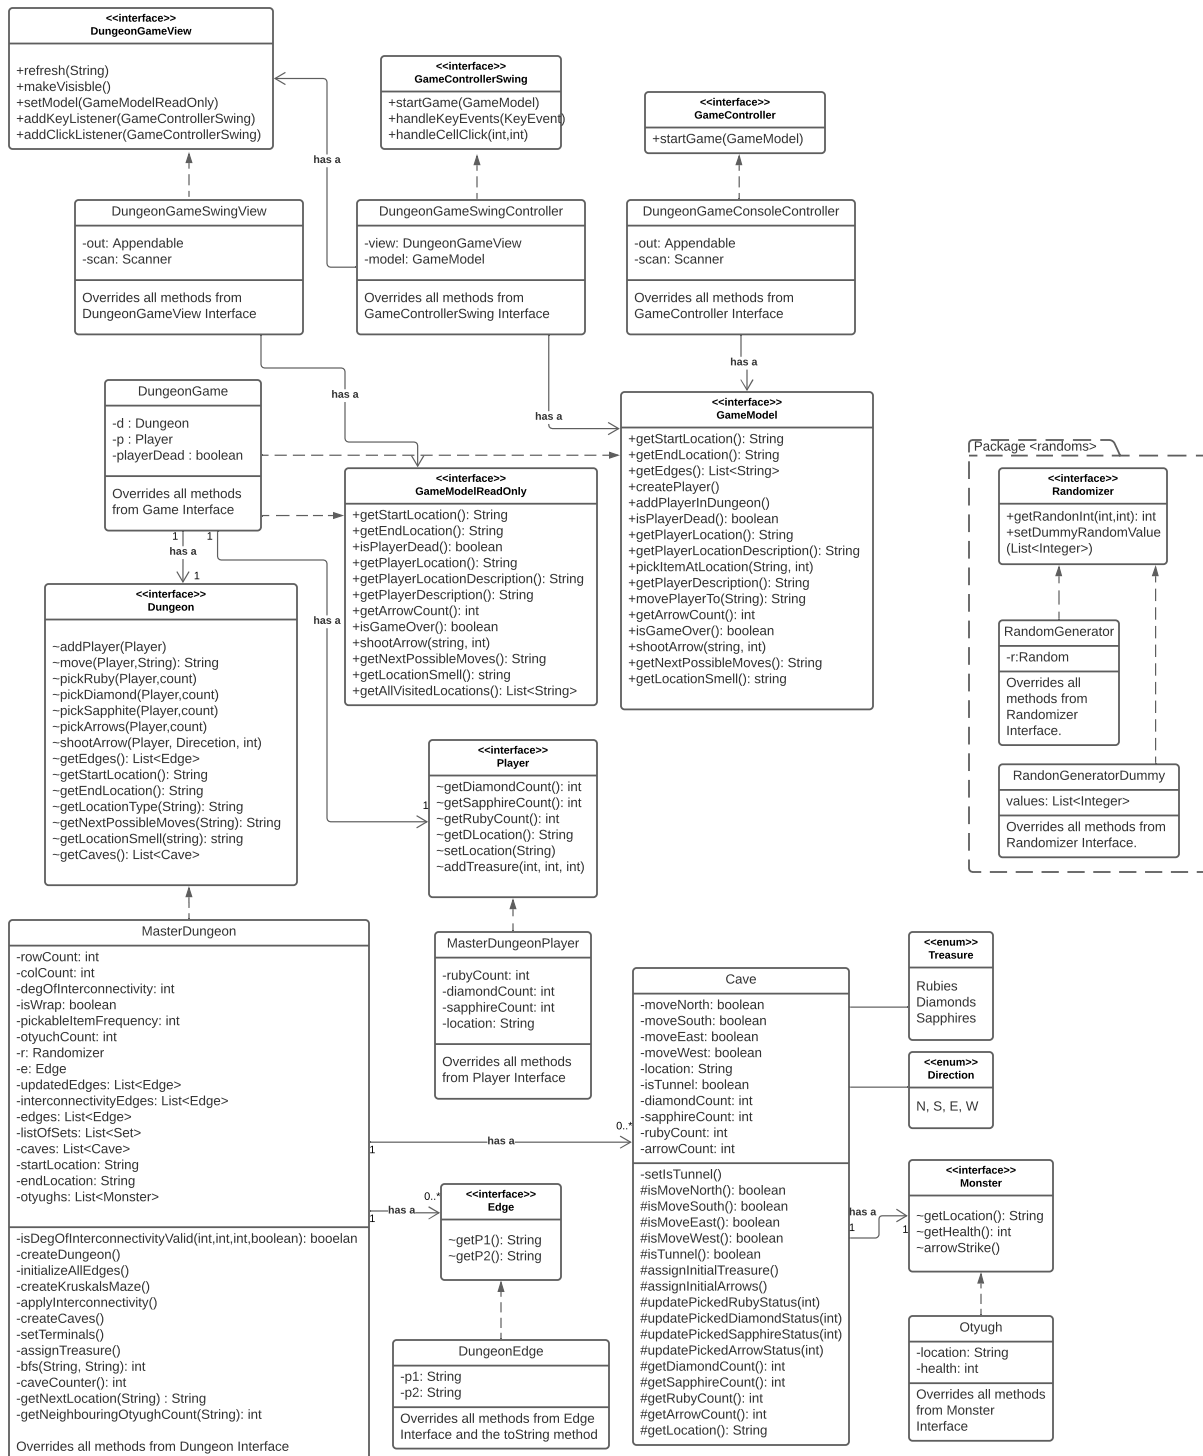 <<interface>>
DungeonGameView
+refresh(String)
+makeVisisble()
+setModel(GameModelReadOnly)
+addKeyListener(GameControllerSwing)
+addClickListener(GameControllerSwing)
<<interface>>
GameControllerSwing
+startGame(GameModel)
+handleKeyEvents(KeyEvent)
+handleCellClick(int,int)
<<interface>>
GameController
+startGame(GameModel)
has a
DungeonGameSwingView
-out: Appendable
-scan: Scanner
Overrides all methods from
DungeonGameView Interface
DungeonGameSwingController
-view: DungeonGameView
-model: GameModel
Overrides all methods from
GameControllerSwing Interface
DungeonGameConsoleController
-out: Appendable
-scan: Scanner
Overrides all methods from
GameController Interface
has a
has a
has a
DungeonGame
-d : Dungeon
-p : Player
-playerDead : boolean
Overrides all methods
from Game Interface
1
1
has a
1
has a
1
<<interface>>
GameModelReadOnly
+getStartLocation(): String
+getEndLocation(): String
+isPlayerDead(): boolean
+getPlayerLocation(): String
+getPlayerLocationDescription(): String
+getPlayerDescription(): String
+getArrowCount(): int
+isGameOver(): boolean
+shootArrow(string, int)
+getNextPossibleMoves(): String
+getLocationSmell(): string
+getAllVisitedLocations(): List<String>
<<interface>>
GameModel
+getStartLocation(): String
+getEndLocation(): String
+getEdges(): List<String>
+createPlayer()
+addPlayerInDungeon()
+isPlayerDead(): boolean
+getPlayerLocation(): String
+getPlayerLocationDescription(): String
+pickItemAtLocation(String, int)
+getPlayerDescription(): String
+movePlayerTo(String): String
+getArrowCount(): int
+isGameOver(): boolean
+shootArrow(string, int)
+getNextPossibleMoves(): String
+getLocationSmell(): string
Package <randoms>
<<interface>>
Randomizer
+getRandonInt(int,int): int
+setDummyRandomValue
(List<Integer>)
RandomGenerator
-r:Random
Overrides all
methods from
Randomizer
Interface.
RandonGeneratorDummy
values: List<Integer>
Overrides all methods from
Randomizer Interface.
<<interface>>
Dungeon
~addPlayer(Player)
~move(Player,String): String
~pickRuby(Player,count)
~pickDiamond(Player,count)
~pickSapphite(Player,count)
~pickArrows(Player,count)
~shootArrow(Player, Direcetion, int)
~getEdges(): List<Edge>
~getStartLocation(): String
~getEndLocation(): String
~getLocationType(String): String
~getNextPossibleMoves(String): String
~getLocationSmell(string): string
~getCaves(): List<Cave>
<<interface>>
Player
~getDiamondCount(): int
~getSapphireCount(): int
~getRubyCount(): int
~getDLocation(): String
~setLocation(String)
~addTreasure(int, int, int)
MasterDungeon
-rowCount: int
-colCount: int
-degOfInterconnectivity: int
-isWrap: boolean
-pickableItemFrequency: int
-otyuchCount: int
-r: Randomizer
-e: Edge
-updatedEdges: List<Edge>
-interconnectivityEdges: List<Edge>
-edges: List<Edge>
-listOfSets: List<Set>
-caves: List<Cave>
-startLocation: String
-endLocation: String
-otyughs: List<Monster>
-isDegOfInterconnectivityValid(int,int,int,boolean): booelan
-createDungeon()
-initializeAllEdges()
-createKruskalsMaze()
-applyInterconnectivity()
-createCaves()
-setTerminals()
-assignTreasure()
-bfs(String, String): int
-caveCounter(): int
-getNextLocation(String) : String
-getNeighbouringOtyughCount(String): int
Overrides all methods from Dungeon Interface
MasterDungeonPlayer
-rubyCount: int
-diamondCount: int
-sapphireCount: int
-location: String
Overrides all methods
from Player Interface
1
has a
0..*
1
has a
0..*
<<interface>>
Edge
~getP1(): String
~getP2(): String
DungeonEdge
-p1: String
-p2: String
Overrides all methods from Edge
Interface and the toString method
Cave
-moveNorth: boolean
-moveSouth: boolean
-moveEast: boolean
-moveWest: boolean
-location: String
-isTunnel: boolean
-diamondCount: int
-sapphireCount: int
-rubyCount: int
-arrowCount: int
-setIsTunnel()
#isMoveNorth(): boolean
#isMoveSouth(): boolean
#isMoveEast(): boolean
#isMoveWest(): boolean
#isTunnel(): boolean
#assignInitialTreasure()
#assignInitialArrows()
#updatePickedRubyStatus(int)
#updatePickedDiamondStatus(int)
#updatePickedSapphireStatus(int)
#updatePickedArrowStatus(int)
#getDiamondCount(): int
#getSapphireCount(): int
#getRubyCount(): int
#getArrowCount(): int
#getLocation(): String
<<enum>>
Treasure
Rubies
Diamonds
Sapphires
<<enum>>
Direction
N, S, E, W
has a
1
1
<<interface>>
Monster
~getLocation(): String
~getHealth(): int
~arrowStrike()
Otyugh
-location: String
-health: int
Overrides all methods
from Monster
Interface